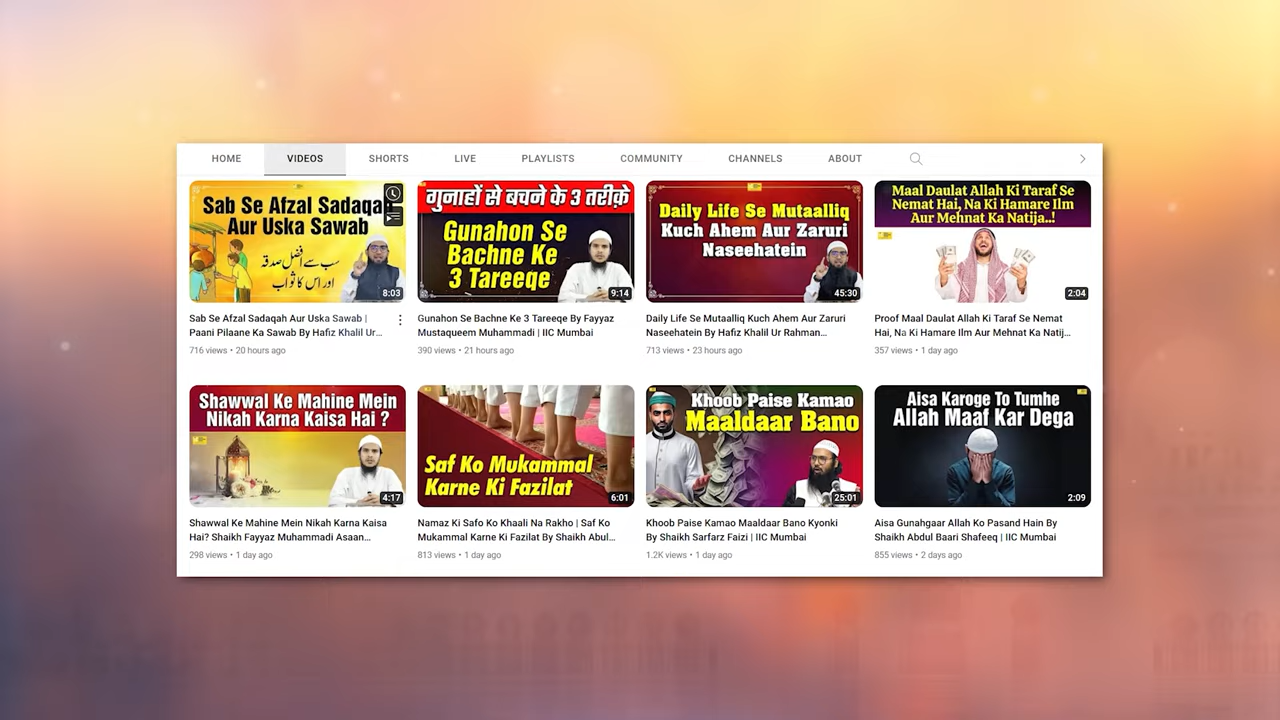 HOME VIDEOS SHORTS LIVE PLAYLISTS COMMUNITY CHANNELS ABOUT
Sab Se Afzal Sadaqah
Aur Uska Sawab
سب سے افضل صدقہ
اور اس کا ثواب
8:03
Sab Se Afzal Sadaqah Aur Uska Sawab |
Paani Pilaane Ka Sawab By Hafiz Khalil Ur...
716 views • 20 hours ago
गुनाहों से बचने के 3 तरीक़े
Gunahon Se
Bachne Ke
3 Tareeqe
9:14
Gunahon Se Bachne Ke 3 Tareeqe By Fayyaz
Mustaqueem Muhammadi | IIC Mumbai
390 views • 21 hours ago
Daily Life Se Mutaalliq
Kuch Ahem Aur Zaruri
Naseehatein
45:30
Daily Life Se Mutaalliq Kuch Ahem Aur Zaruri
Naseehatein By Hafiz Khalil Ur Rahman...
713 views • 23 hours ago
Maal Daulat Allah Ki Taraf Se
Nemat Hai, Na Ki Hamare Ilm
Aur Mehnat Ka Natija..!
2:04
Proof Maal Daulat Allah Ki Taraf Se Nemat
Hai, Na Ki Hamare Ilm Aur Mehnat Ka Natij...
357 views • 1 day ago
Shawwal Ke Mahine Mein
Nikah Karna Kaisa Hai ?
4:17
Shawwal Ke Mahine Mein Nikah Karna Kaisa
Hai? Shaikh Fayyaz Muhammadi Asaan...
298 views • 1 day ago
Saf Ko Mukammal
Karne Ki Fazilat
6:01
Namaz Ki Safo Ko Khaali Na Rakho | Saf Ko
Mukammal Karne Ki Fazilat By Shaikh Abul...
813 views • 1 day ago
Khoob Paise Kamao
Maaldaar Bano
25:01
Khoob Paise Kamao Maaldaar Bano Kyonki
By Shaikh Sarfarz Faizi | IIC Mumbai
1.2K views • 1 day ago
Aisa Karoge To Tumhe
Allah Maaf Kar Dega
2:09
Aisa Gunahgaar Allah Ko Pasand Hain By
Shaikh Abdul Baari Shafeeq | IIC Mumbai
855 views • 2 days ago